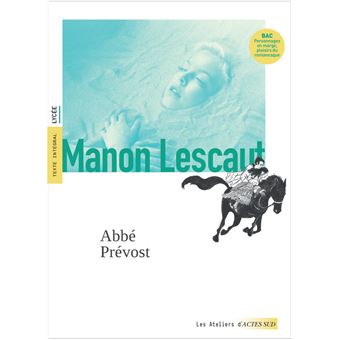 BAC
Personnages
en marge,
plaisirs du
romanesque
LYCÉE
TEXTE INTÉGRAL
Manon Lescaut
Abbé
Prévost
Les Ateliers d'ACTES SUD